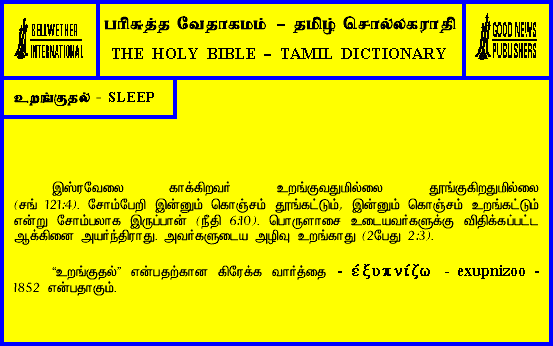 BELLWETHER
INTERNATIONAL
பரிசுத்த வேதாகமம் – தமிழ் சொல்லகராதி
THE HOLY BIBLE – TAMIL DICTIONARY
GOOD NEWS
PUBLISHERS
உறங்குதல் - SLEEP
இஸ்ரவேலை காக்கிறவர் உறங்குவதுமில்லை தூங்குகிறதுமில்லை
(சங் 121:4). சோம்பேறி இன்னும் கொஞ்சம் தூங்கட்டும், இன்னும் கொஞ்சம் உறங்கட்டும்
என்று சோம்பலாக இருப்பான் (நீதி 6:10). பொருளாசை உடையவர்களுக்கு விதிக்கப்பட்ட
ஆக்கினை அயர்ந்திராது. அவர்களுடைய அழிவு உறங்காது (2பேது 2:3).
“உறங்குதல்” என்பதற்கான கிரேக்க வார்த்தை - έξυπνίζω - exupnizoo -
1852 என்பதாகும்.